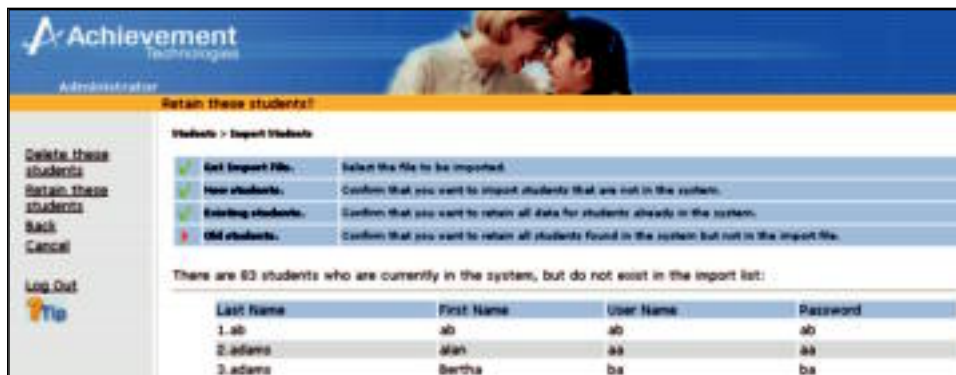 Achievement
Technologies
Administrator
Retain these students?
Students > Import Students
Delete these
students
Retain these
students
Back
Cancel
Log Out
Tip
Get Import File. Select the file to be imported.
New students. Confirm that you want to import students that are not in the system.
Existing students. Confirm that you want to retain all data for students already in the system.
Old students. Confirm that you want to retain all students found in the system but not in the import file.
There are 83 students who are currently in the system, but do not exist in the import list:
Last Name First Name User Name Password
1.ab ab ab ab
2.adams alan aa aa
3.adams Bertha ba ba